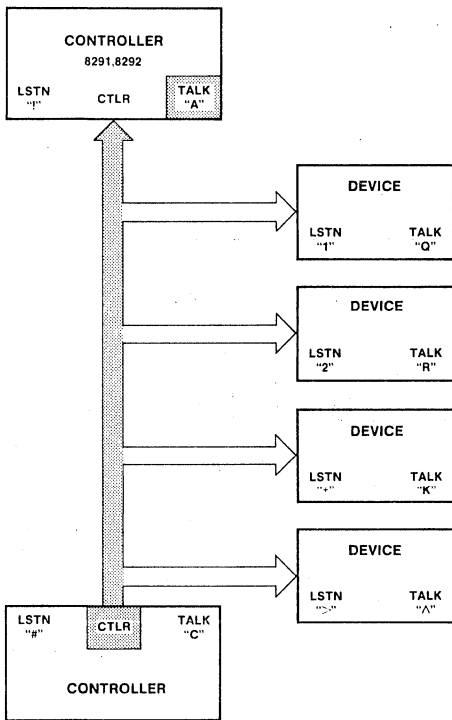 CONTROLLER
8291,8292
LSTN CTLR TALK
"!" "A"
DEVICE
LSTN TALK
"1" "Q"
DEVICE
LSTN TALK
"2" "R"
DEVICE
LSTN TALK
"+" "K"
DEVICE
LSTN TALK
">" "^"
LSTN CTLR TALK
"#" "C"
CONTROLLER